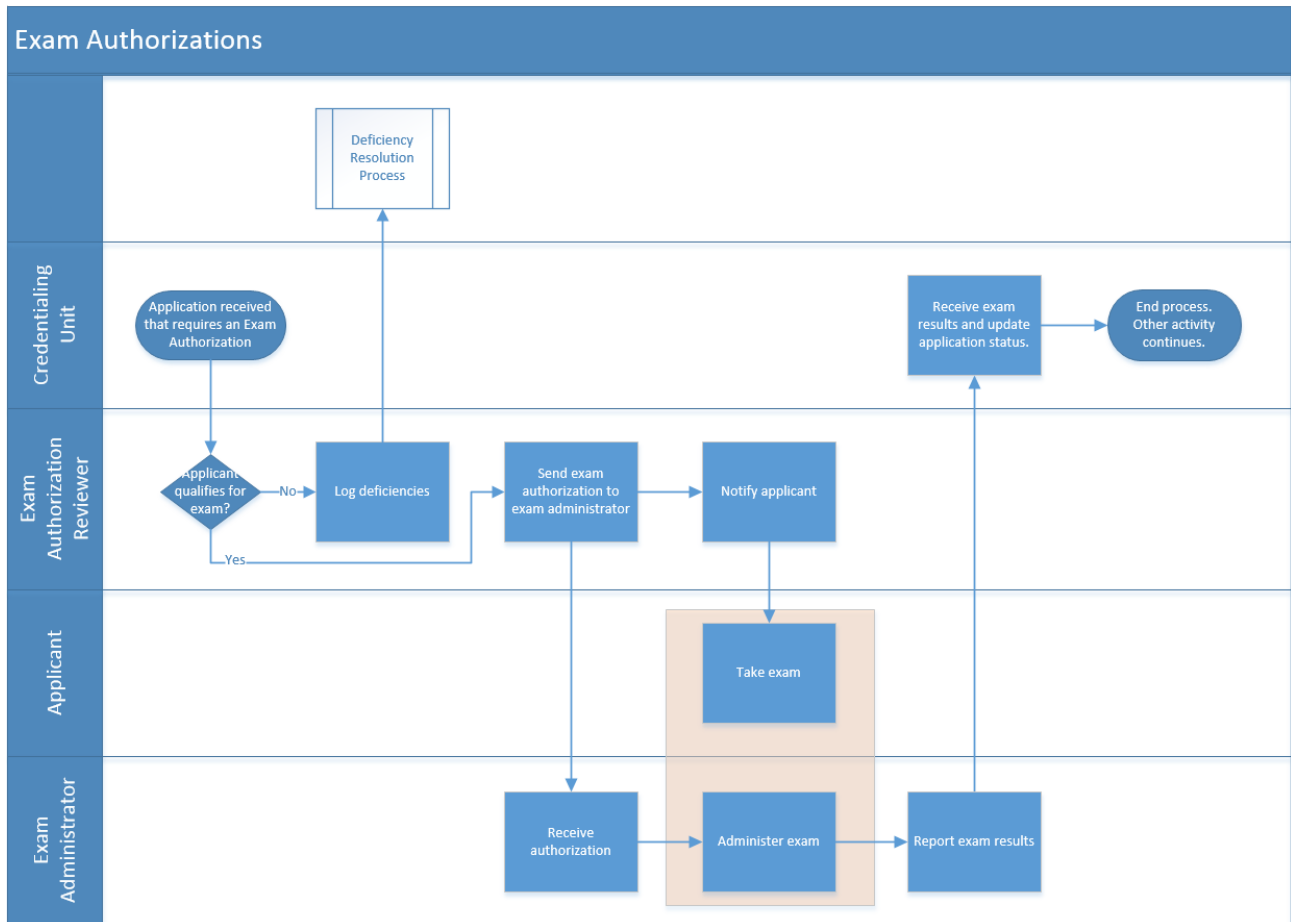 Exam Authorizations
Deficiency
Resolution
Process
Credentialing
Unit
Application received
that requires an Exam
Authorization
Receive exam
results and update
application status.
End process.
Other activity
continues.
Exam
Authorization
Reviewer
Applicant
qualifies for
exam?
No
Log deficiencies
Send exam
authorization to
exam administrator
Notify applicant
Yes
Applicant
Take exam
Exam
Administrator
Receive
authorization
Administer exam
Report exam results